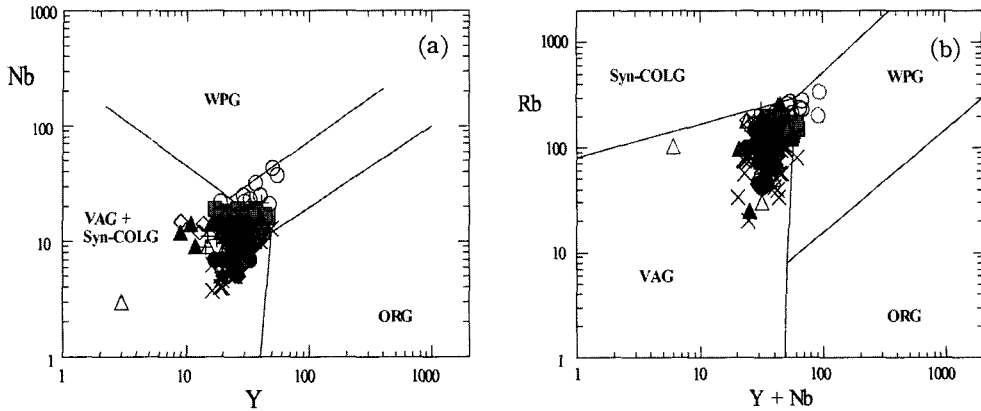 1000
(a)
Nb
WPG
100
VAG +
Syn-COLG
10
ORG
1
1
10
100
1000
Y
(b)
1000
Syn-COLG
WPG
Rb
100
10
VAG
ORG
1
1
10
100
1000
Y + Nb